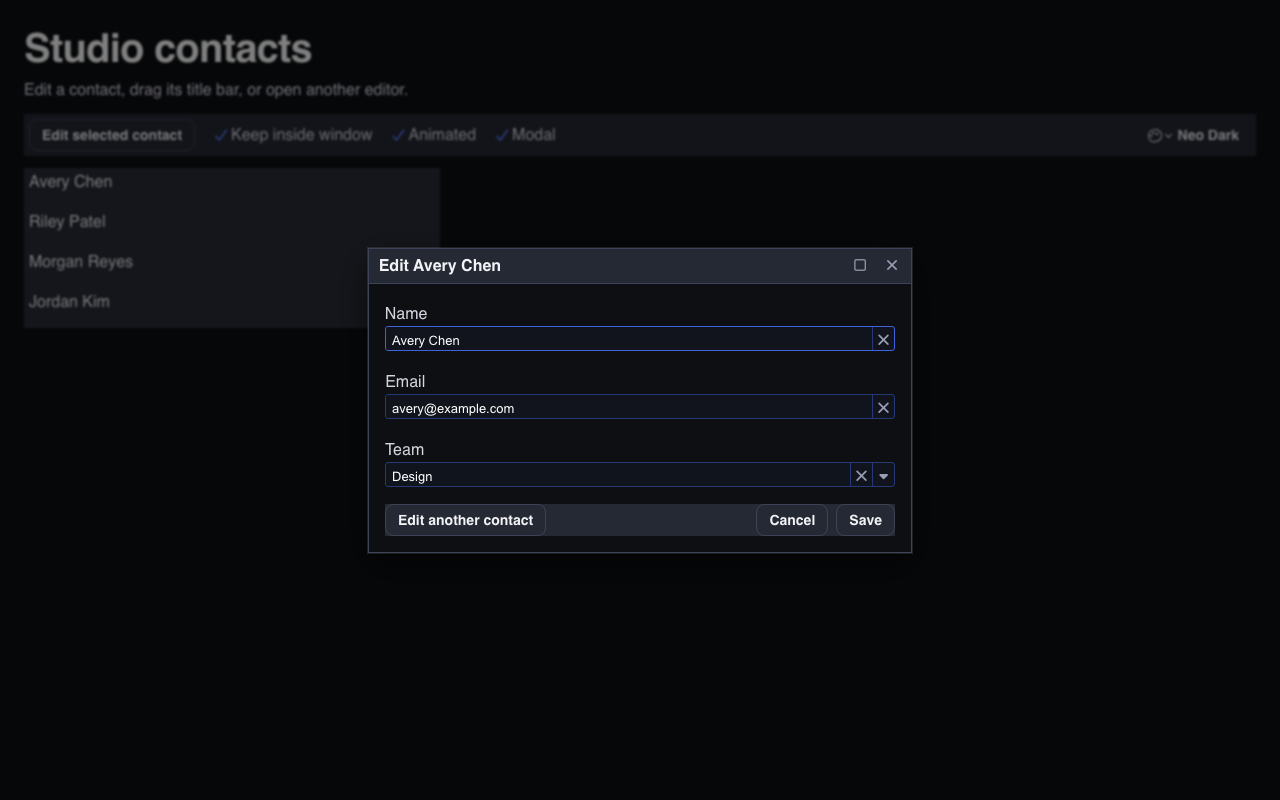 Studio contacts
Edit a contact, drag its title bar, or open another editor.
Edit selected contact Keep inside window Animated Modal Neo Dark
Avery Chen
Riley Patel
Morgan Reyes
Jordan Kim
Edit Avery Chen
Name
Avery Chen
Email
avery@example.com
Team
Design
Edit another contact Cancel Save